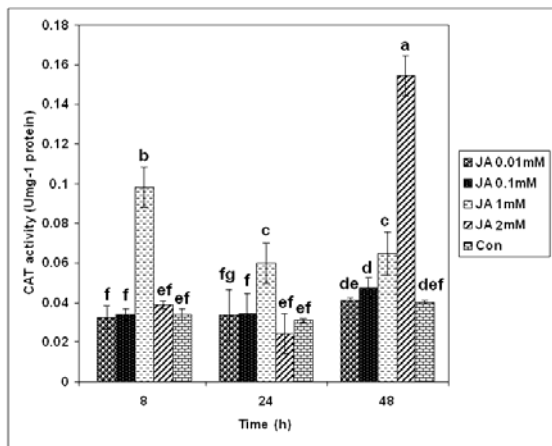 0.18
0.16
0.14
0.12
0.1
0.08
0.06
0.04
0.02
0
CAT activity (Umg-1 protein)
f f b ef ef
fg f c ef ef
de d c a def
8 24 48
Time (h)
JA 0.01mM
JA 0.1mM
JA 1mM
JA 2mM
Con